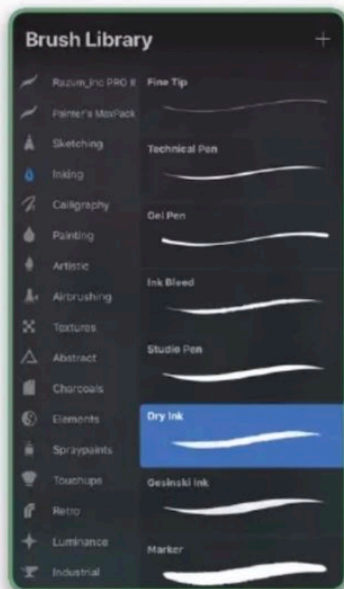 Brush Library
Razum_inc PRO
Painter's MaxPack
Sketching
Inking
Calligraphy
Painting
Artistic
Airbrushing
Textures
Abstract
Charcoals
Elements
Spraypaints
Touchups
Retro
Luminance
Industrial
Fine Tip
Technical Pen
Gel Pen
Ink Bleed
Studio Pen
Dry Ink
Gesinski Ink
Marker